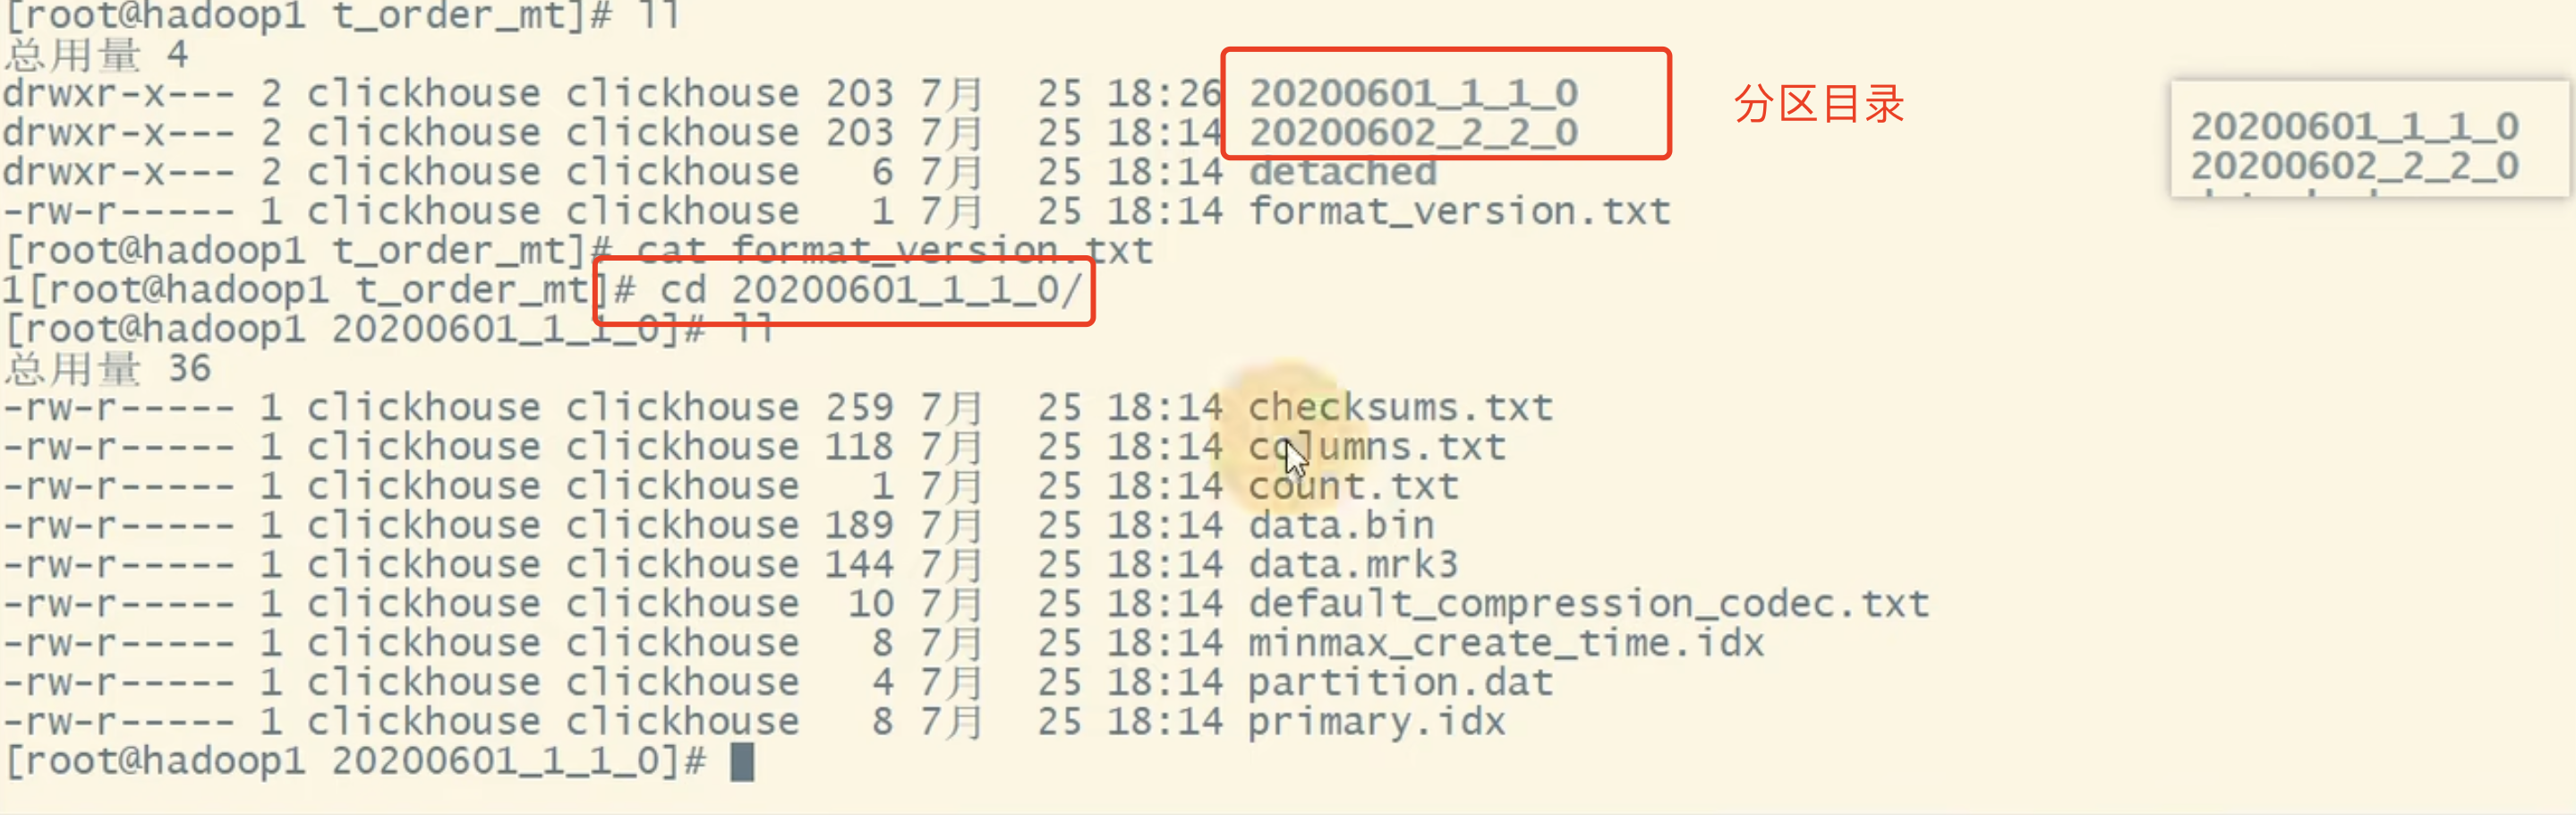 [root@hadoop1 t_order_mt]# ll
总用量 4
drwxr-x--- 2 clickhouse clickhouse 203 7月  25 18:26 20200601_1_1_0
drwxr-x--- 2 clickhouse clickhouse 203 7月  25 18:14 20200602_2_2_0
分区目录
20200601_1_1_0
20200602_2_2_0
drwxr-x--- 2 clickhouse clickhouse   6 7月  25 18:14 detached
-rw-r----- 1 clickhouse clickhouse   1 7月  25 18:14 format_version.txt
[root@hadoop1 t_order_mt]# cat format_version.txt
1[root@hadoop1 t_order_mt]# cd 20200601_1_1_0/
[root@hadoop1 20200601_1_1_0]# ll
总用量 36
-rw-r----- 1 clickhouse clickhouse 259 7月  25 18:14 checksums.txt
-rw-r----- 1 clickhouse clickhouse 118 7月  25 18:14 columns.txt
-rw-r----- 1 clickhouse clickhouse   1 7月  25 18:14 count.txt
-rw-r----- 1 clickhouse clickhouse 189 7月  25 18:14 data.bin
-rw-r----- 1 clickhouse clickhouse 144 7月  25 18:14 data.mrk3
-rw-r----- 1 clickhouse clickhouse  10 7月  25 18:14 default_compression_codec.txt
-rw-r----- 1 clickhouse clickhouse   8 7月  25 18:14 minmax_create_time.idx
-rw-r----- 1 clickhouse clickhouse   4 7月  25 18:14 partition.dat
-rw-r----- 1 clickhouse clickhouse   8 7月  25 18:14 primary.idx
[root@hadoop1 20200601_1_1_0]#